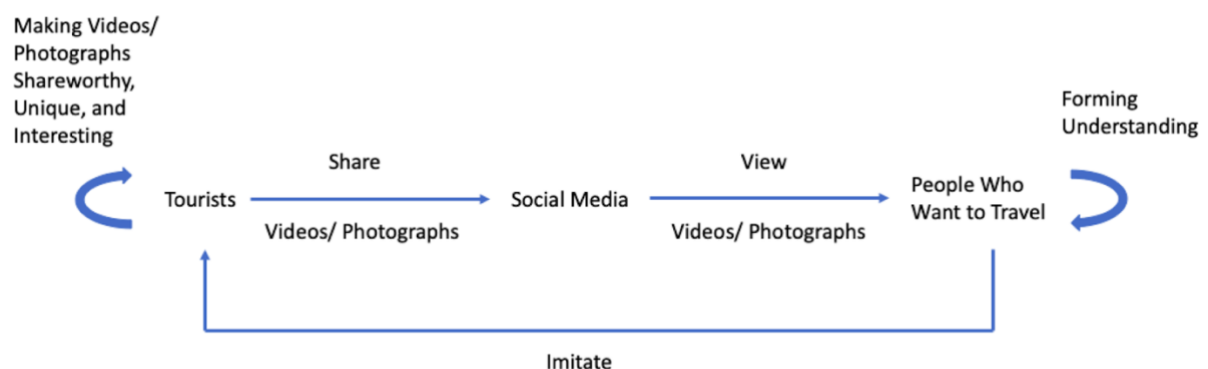 Making Videos/
Photographs
Shareworthy,
Unique, and
Interesting
Forming
Understanding
Share
View
Tourists
Social Media
People Who
Want to Travel
Videos/ Photographs
Videos/ Photographs
Imitate